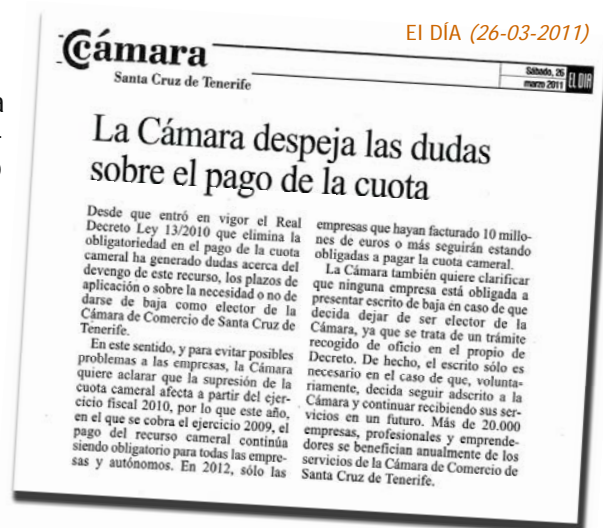 El DÍA (26-03-2011)
Cámara
Santa Cruz de Tenerife
Sábado, 26
marzo 2011
EL DIA
a
La Cámara despeja las dudas
sobre el pago de la cuota
Desde que entró en vigor el Real
Decreto Ley 13/2010 que elimina la
obligatoriedad en el pago de la cuota
cameral ha generado dudas acerca del
devengo de este recurso, los plazos de
aplicación o sobre la necesidad o no de
darse de baja como elector de la
Cámara de Comercio de Santa Cruz de
Tenerife.
En este sentido, y para evitar posibles
problemas a las empresas, la Cámara
quiere aclarar que la supresión de la
cuota cameral afecta a partir del ejer-
cicio fiscal 2010, por lo que este año,
en el que se cobra el ejercicio 2009, el
pago del recurso cameral continúa
siendo obligatorio para todas las empre-
sas y autónomos. En 2012, sólo las
empresas que hayan facturado 10 millo-
nes de euros o más seguirán estando
obligadas a pagar la cuota cameral.
La Cámara también quiere clarificar
que ninguna empresa está obligada a
presentar escrito de baja en caso de que
decida dejar de ser elector de la
Cámara, ya que se trata de un trámite
recogido de oficio en el propio de
Decreto. De hecho, el escrito sólo es
necesario en el caso de que, volunta-
riamente, decida seguir adscrito a la
Cámara y continuar recibiendo sus ser-
vicios en un futuro. Más de 20.000
empresas, profesionales y emprende-
dores se benefician anualmente de los
servicios de la Cámara de Comercio de
Santa Cruz de Tenerife.